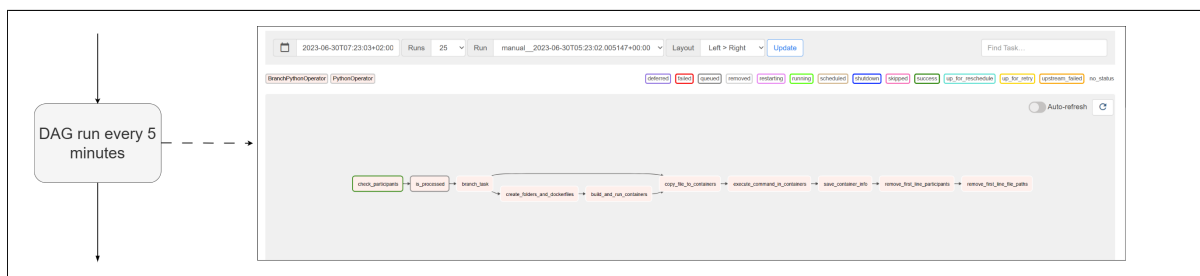 2023-06-30T07:23:03+02:00 Runs 25 Run manual__2023-06-30T05:23:02.005147+00:00 Layout Left > Right Update Find Task...
BranchPythonOperator PythonOperator deferred failed queued removed restarting running scheduled shutdown skipped success up_for_reschedule up_for_retry upstream_failed no_status
Auto-refresh
DAG run every 5
minutes
check_participants is_processed branch_task copy_file_to_containers execute_command_in_containers save_container_info remove_first_line_participants remove_first_line_file_paths
create_folders_and_dockerfiles build_and_run_containers